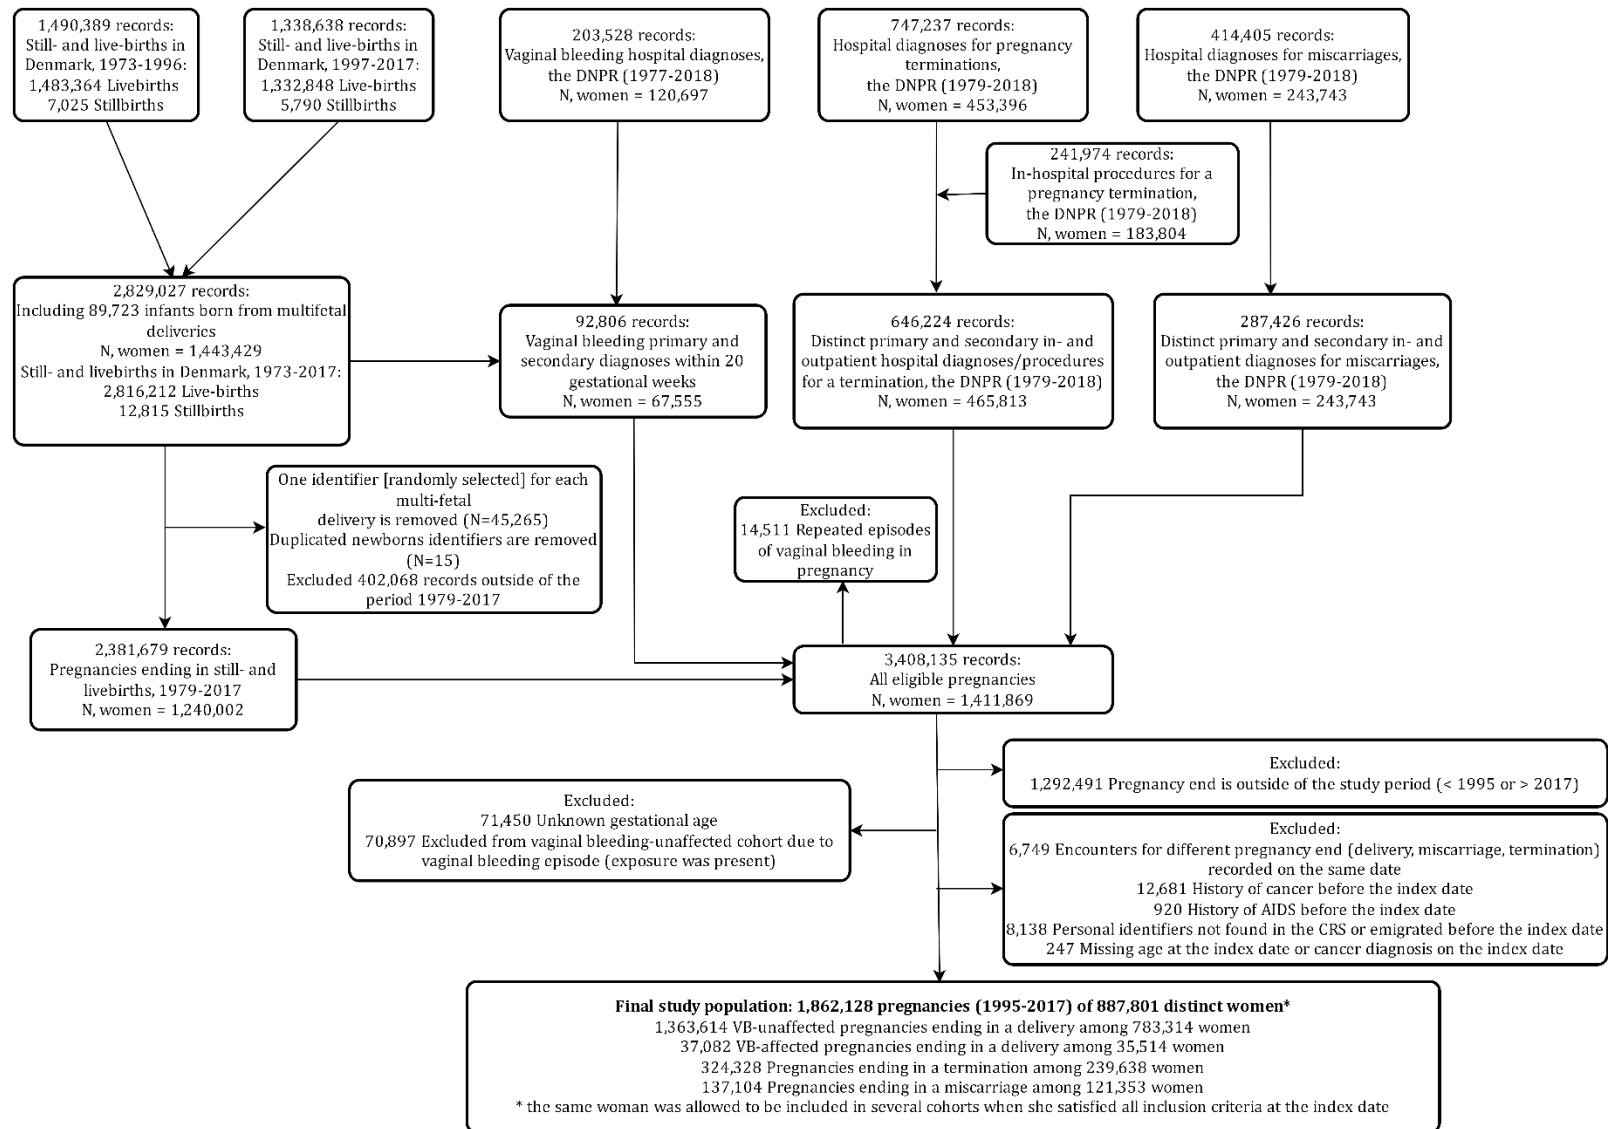 1,490,389 records:
Still- and live-births in
Denmark, 1973-1996:
1,483,364 Livebirths
7,025 Stillbirths
1,338,638 records:
Still- and live-births in
Denmark, 1997-2017:
1,332,848 Live-births
5,790 Stillbirths
203,528 records:
Vaginal bleeding hospital diagnoses,
the DNPR (1977-2018)
N, women = 120,697
747,237 records:
Hospital diagnoses for pregnancy
terminations,
the DNPR (1979-2018)
N, women = 453,396
414,405 records:
Hospital diagnoses for miscarriages,
the DNPR (1979-2018)
N, women = 243,743
241,974 records:
In-hospital procedures for a
pregnancy termination,
the DNPR (1979-2018)
N, women = 183,804
2,829,027 records:
Including 89,723 infants born from multifetal
deliveries
N, women = 1,443,429
Still- and livebirths in Denmark, 1973-2017:
2,816,212 Live-births
12,815 Stillbirths
92,806 records:
Vaginal bleeding primary and
secondary diagnoses within 20
gestational weeks
N, women = 67,555
646,224 records:
Distinct primary and secondary in- and
outpatient hospital diagnoses/procedures
for a termination, the DNPR (1979-2018)
N, women = 465,813
287,426 records:
Distinct primary and secondary in- and
outpatient diagnoses for miscarriages,
the DNPR (1979-2018)
N, women = 243,743
One identifier [randomly selected] for each
multi-fetal
delivery is removed (N=45,265)
Duplicated newborns identifiers are removed
(N=15)
Excluded 402,068 records outside of the
period 1979-2017
Excluded:
14,511 Repeated episodes
of vaginal bleeding in
pregnancy
2,381,679 records:
Pregnancies ending in still- and
livebirths, 1979-2017
N, women = 1,240,002
3,408,135 records:
All eligible pregnancies
N, women = 1,411,869
Excluded:
1,292,491 Pregnancy end is outside of the study period (< 1995 or > 2017)
Excluded:
71,450 Unknown gestational age
70,897 Excluded from vaginal bleeding-unaffected cohort due to
vaginal bleeding episode (exposure was present)
Excluded:
6,749 Encounters for different pregnancy end (delivery, miscarriage, termination)
recorded on the same date
12,681 History of cancer before the index date
920 History of AIDS before the index date
8,138 Personal identifiers not found in the CRS or emigrated before the index date
247 Missing age at the index date or cancer diagnosis on the index date
Final study population: 1,862,128 pregnancies (1995-2017) of 887,801 distinct women*
1,363,614 VB-unaffected pregnancies ending in a delivery among 783,314 women
37,082 VB-affected pregnancies ending in a delivery among 35,514 women
324,328 Pregnancies ending in a termination among 239,638 women
137,104 Pregnancies ending in a miscarriage among 121,353 women
* the same woman was allowed to be included in several cohorts when she satisfied all inclusion criteria at the index date